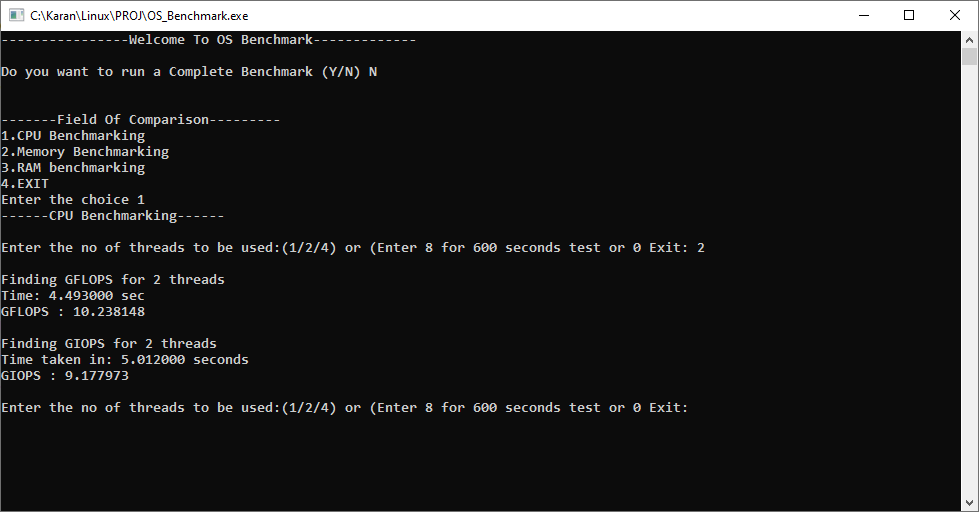 C:\Karan\Linux\PROJ\OS_Benchmark.exe
----------------Welcome To OS Benchmark-------------
Do you want to run a Complete Benchmark (Y/N) N
-------Field Of Comparison---------
1.CPU Benchmarking
2.Memory Benchmarking
3.RAM benchmarking
4.EXIT
Enter the choice 1
------CPU Benchmarking------
Enter the no of threads to be used:(1/2/4) or (Enter 8 for 600 seconds test or 0 Exit: 2
Finding GFLOPS for 2 threads
Time: 4.493000 sec
GFLOPS : 10.238148
Finding GIOPS for 2 threads
Time taken in: 5.012000 seconds
GIOPS : 9.177973
Enter the no of threads to be used:(1/2/4) or (Enter 8 for 600 seconds test or 0 Exit: